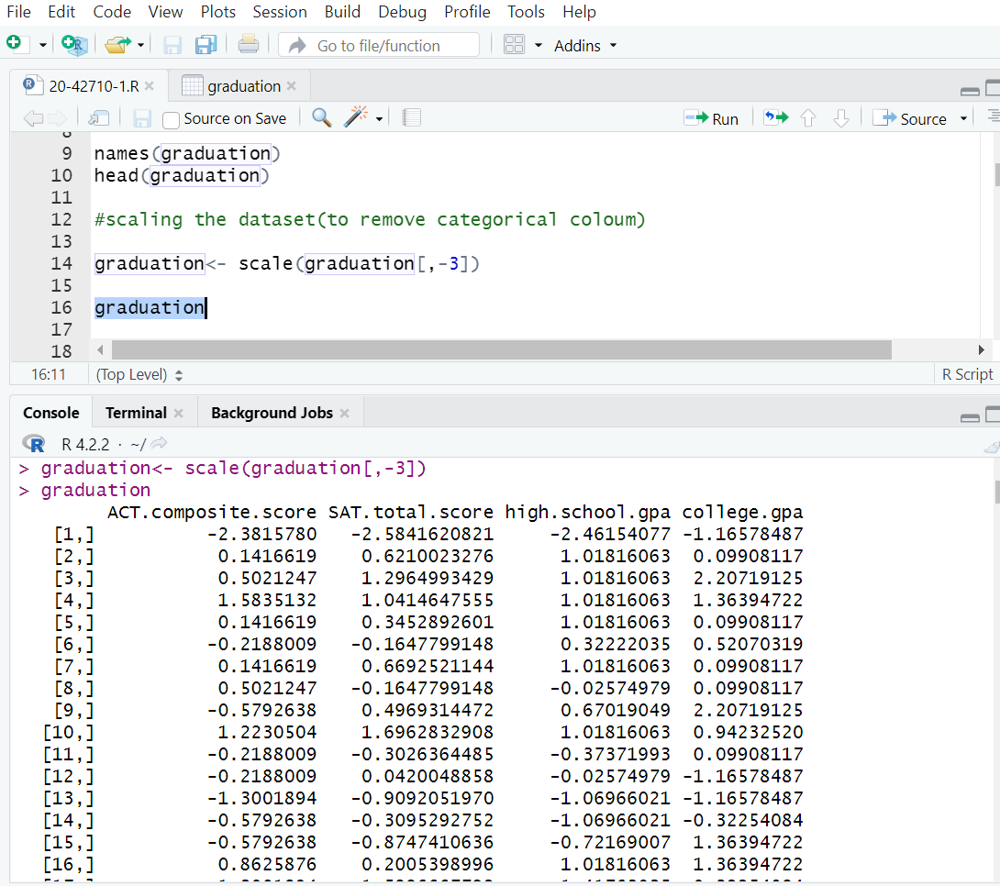 File Edit Code View Plots Session Build Debug Profile Tools Help
Go to file/function Addins
20-42710-1.R graduation
Source on Save Run Source
9 names(graduation)
10 head(graduation)
11
12 #scaling the dataset(to remove categorical coloum)
13
14 graduation<- scale(graduation[,-3])
15
16 graduation
17
18
16:11 (Top Level) R Script
Console Terminal Background Jobs
R 4.2.2 · ~/
> graduation<- scale(graduation[,-3])
> graduation
ACT.composite.score SAT.total.score high.school.gpa college.gpa
[1,] -2.3815780 -2.5841620821 -2.46154077 -1.16578487
[2,] 0.1416619 0.6210023276 1.01816063 0.09908117
[3,] 0.5021247 1.2964993429 1.01816063 2.20719125
[4,] 1.5835132 1.0414647555 1.01816063 1.36394722
[5,] 0.1416619 0.3452892601 1.01816063 0.09908117
[6,] -0.2188009 -0.1647799148 0.32222035 0.52070319
[7,] 0.1416619 0.6692521144 1.01816063 0.09908117
[8,] 0.5021247 -0.1647799148 -0.02574979 0.09908117
[9,] -0.5792638 0.4969314472 0.67019049 2.20719125
[10,] 1.2230504 1.6962832908 1.01816063 0.94232520
[11,] -0.2188009 -0.3026364485 -0.37371993 0.09908117
[12,] -0.2188009 0.0420048858 -0.02574979 -1.16578487
[13,] -1.3001894 -0.9092051970 -1.06966021 -1.16578487
[14,] -0.5792638 -0.3095292752 -1.06966021 -0.32254084
[15,] -0.5792638 -0.8747410636 -0.72169007 1.36394722
[16,] 0.8625876 0.2005398996 1.01816063 1.36394722